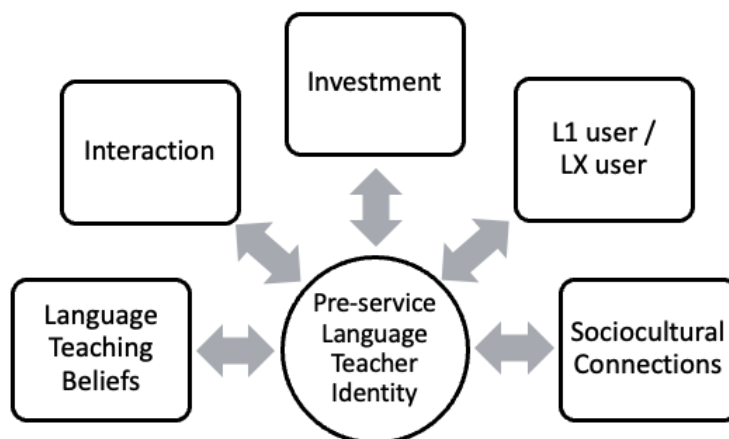 Investment
Interaction
L1 user /
LX user
Language
Teaching
Beliefs
Pre-service
Language
Teacher
Identity
Sociocultural
Connections